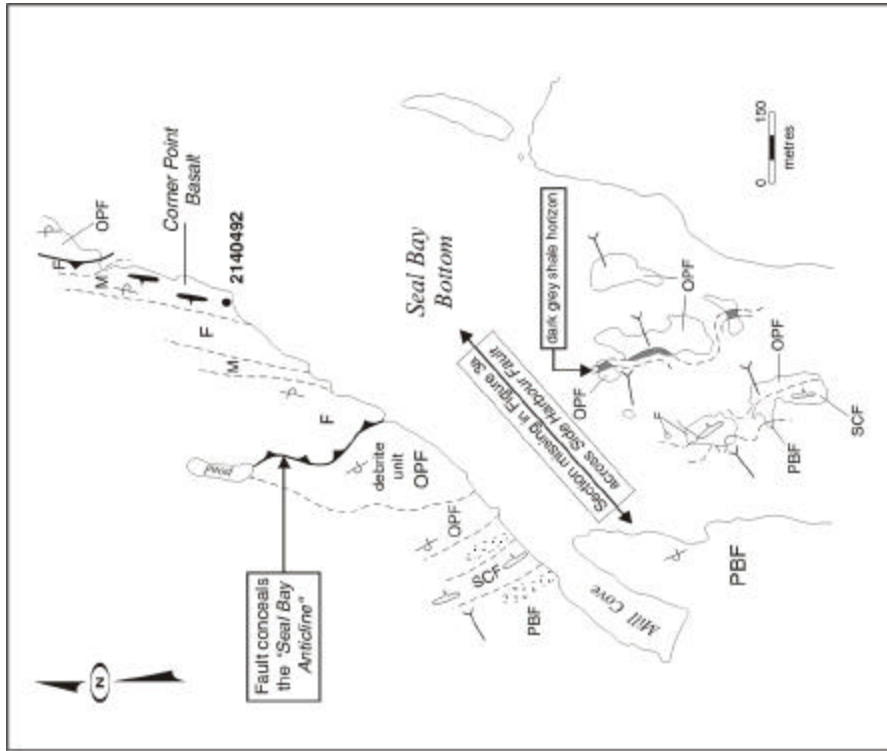 N
Fault conceals
the "Seal Bay
Anticline"
pond
F
OPF
M
Corner Point
Basalt
2140492
F
M
F
debrite
unit
OPF
OPF
SCF
PBF
Seal Bay
Bottom
Section missing in Figure 3a
across Side Harbour Fault
Mill Cove
PBF
dark grey shale horizon
OPF
OPF
OPF
F
OPF
PBF
SCF
0
150
metres